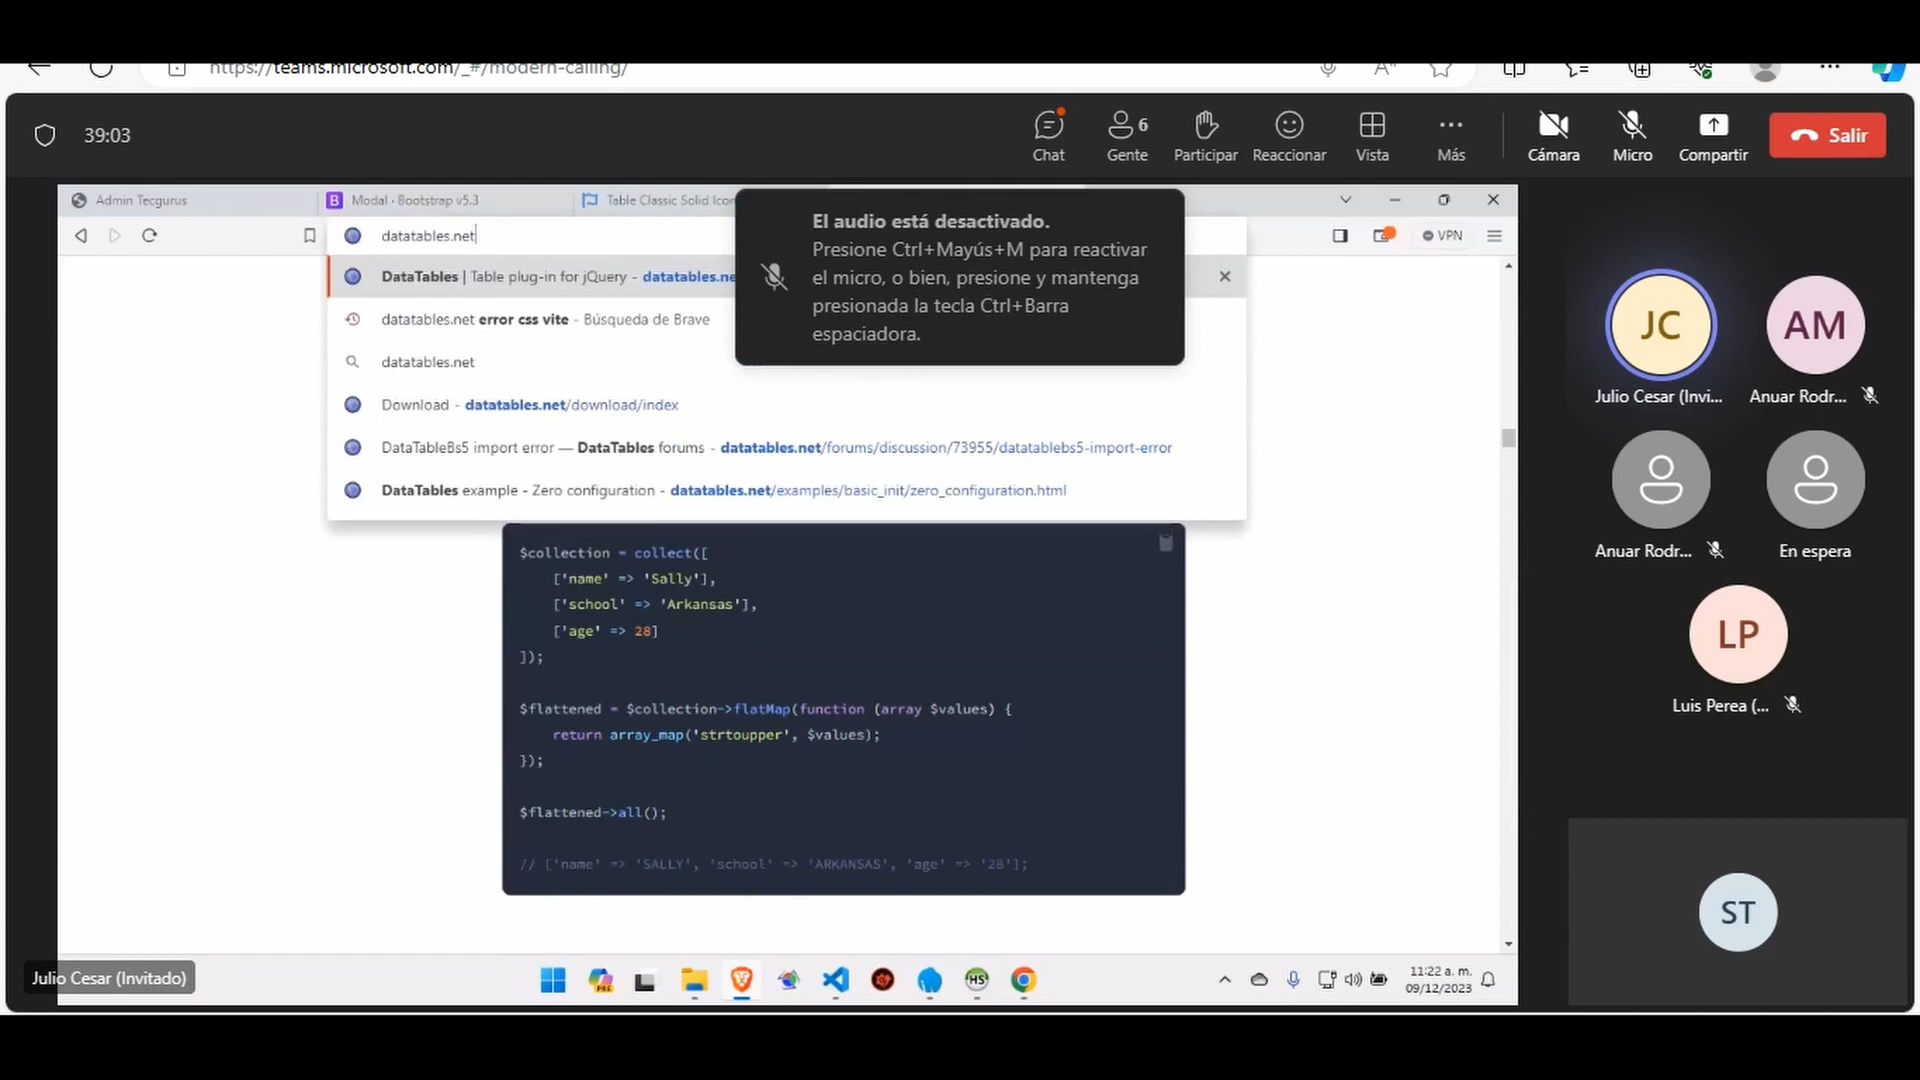 https://teams.microsoft.com/_#/modern-calling/
39:03
Chat
6
Gente
Participar
Reaccionar
Vista
Más
Cámara
Micro
Compartir
Salir
Admin Tecgurus
B Modal · Bootstrap v5.3
Table Classic Solid Icon
datatables.net
VPN
El audio está desactivado.
Presione Ctrl+Mayús+M para reactivar
el micro, o bien, presione y mantenga
presionada la tecla Ctrl+Barra
espaciadora.
DataTables | Table plug-in for jQuery - datatables.ne
datatables.net error css vite - Búsqueda de Brave
datatables.net
Download - datatables.net/download/index
DataTableBs5 import error — DataTables forums - datatables.net/forums/discussion/73955/datatablebs5-import-error
DataTables example - Zero configuration - datatables.net/examples/basic_init/zero_configuration.html
$collection = collect([
['name' => 'Sally'],
['school' => 'Arkansas'],
['age' => 28]
]);
$flattened = $collection->flatMap(function (array $values) {
return array_map('strtoupper', $values);
});
$flattened->all();
// ['name' => 'SALLY', 'school' => 'ARKANSAS', 'age' => '28'];
JC
Julio Cesar (Invi...
AM
Anuar Rodr...
Anuar Rodr...
En espera
LP
Luis Perea (...
ST
Julio Cesar (Invitado)
PRE
HS
11:22 a. m.
09/12/2023